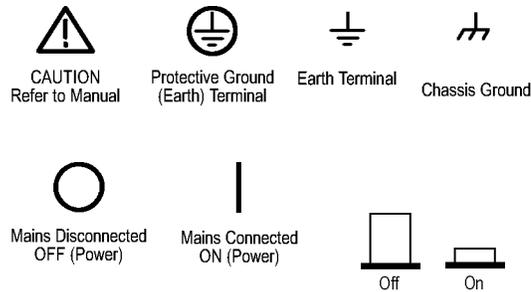 CAUTION
Refer to Manual
Protective Ground
(Earth) Terminal
Earth Terminal
Chassis Ground
Mains Disconnected
OFF (Power)
Mains Connected
ON (Power)
Off
On